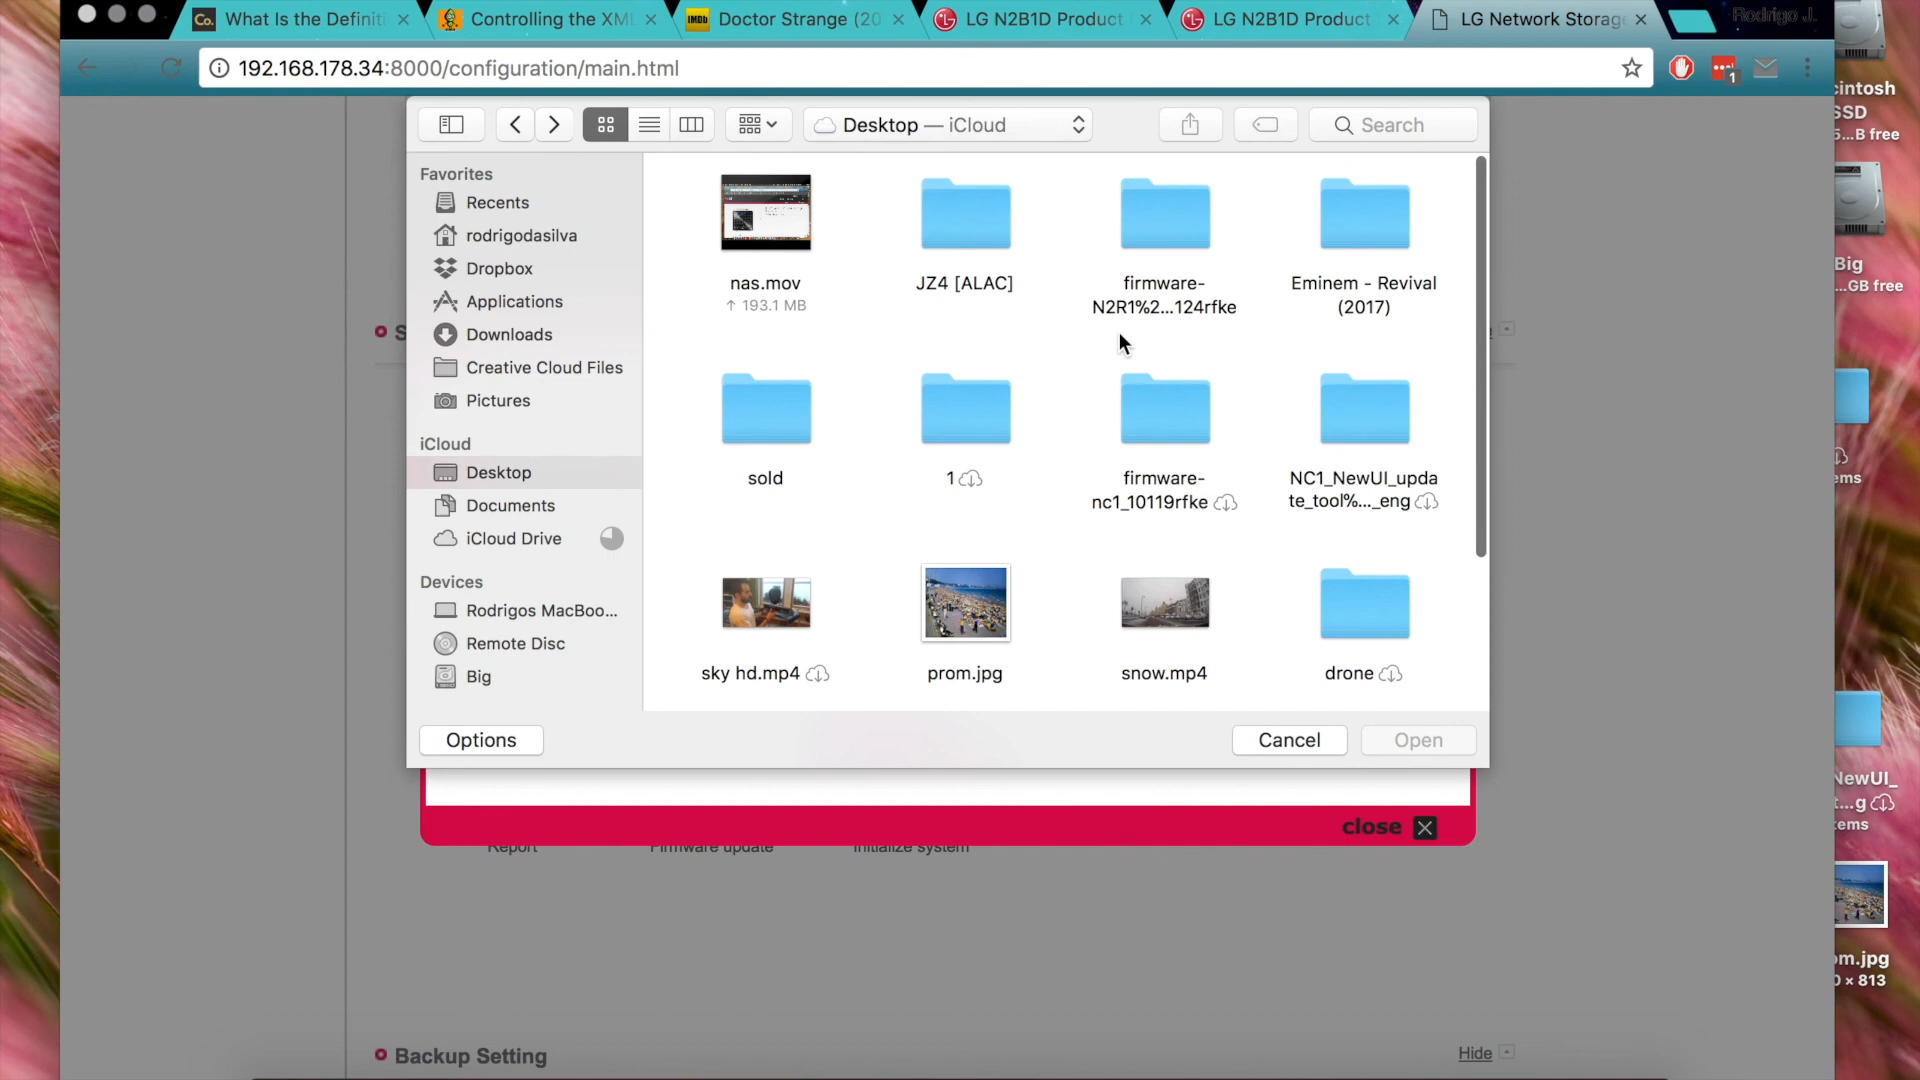 What Is the Definiti
Controlling the XML
IMDb
Doctor Strange (20
LG N2B1D Product
LG N2B1D Product
LG Network Storag
Rodrigo J.
Co.
192.168.178.34:8000/configuration/main.html
1
Desktop — iCloud
Search
Favorites
Recents
rodrigodasilva
Dropbox
Applications
Downloads
Creative Cloud Files
Pictures
iCloud
Desktop
Documents
iCloud Drive
Devices
Rodrigos MacBoo...
Remote Disc
Big
nas.mov
↑ 193.1 MB
JZ4 [ALAC]
firmware-
N2R1%2...124rfke
Eminem - Revival
(2017)
sold
1
firmware-
nc1_10119rfke
NC1_NewUI_upda
te_tool%..._eng
sky hd.mp4
prom.jpg
snow.mp4
drone
Options
Cancel
Open
close
Report
Firmware update
Initialize system
Backup Setting
Hide
cintosh
SSD
5...B free
Big
...GB free
ems
NewUI_
t...g
tems
om.jpg
0 × 813